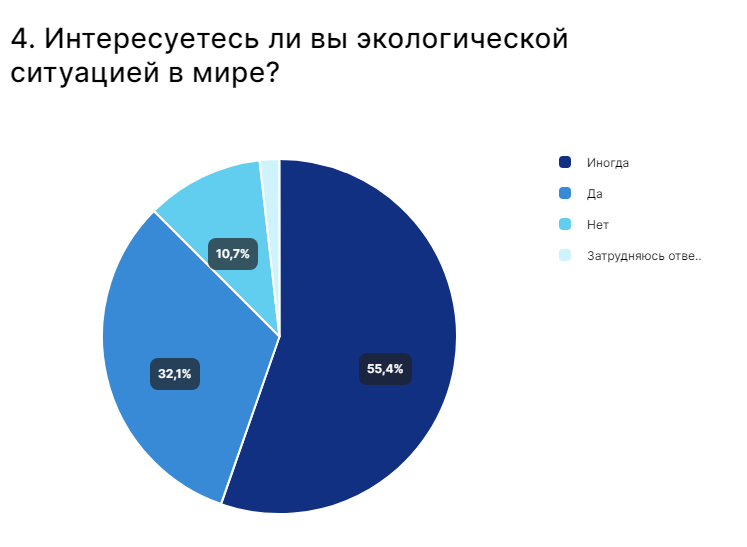 4. Интересуетесь ли вы экологической
ситуацией в мире?
Иногда
Да
Нет
Затрудняюсь отве..
10,7%
32,1%
55,4%